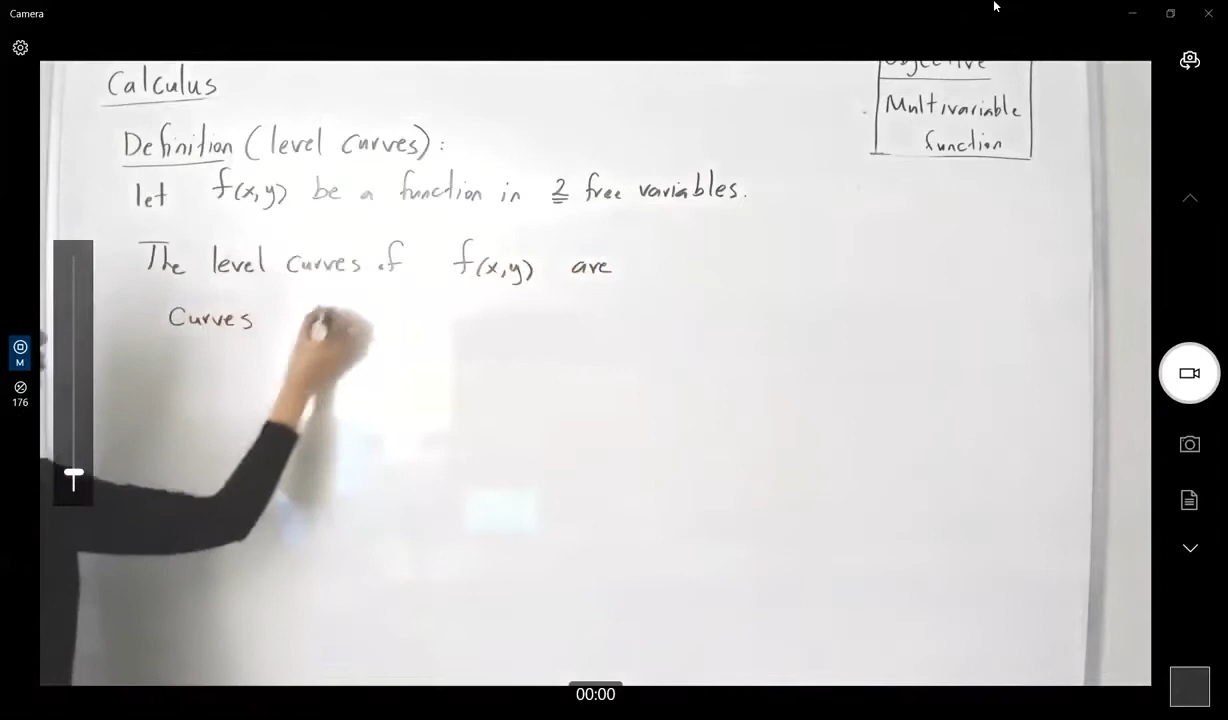 Camera
Calculus
Objective
Multivariable
function
Definition (level curves):
let f(x,y) be a function in 2 free variables.
The level curves of f(x,y) are
Curves
M
176
00:00